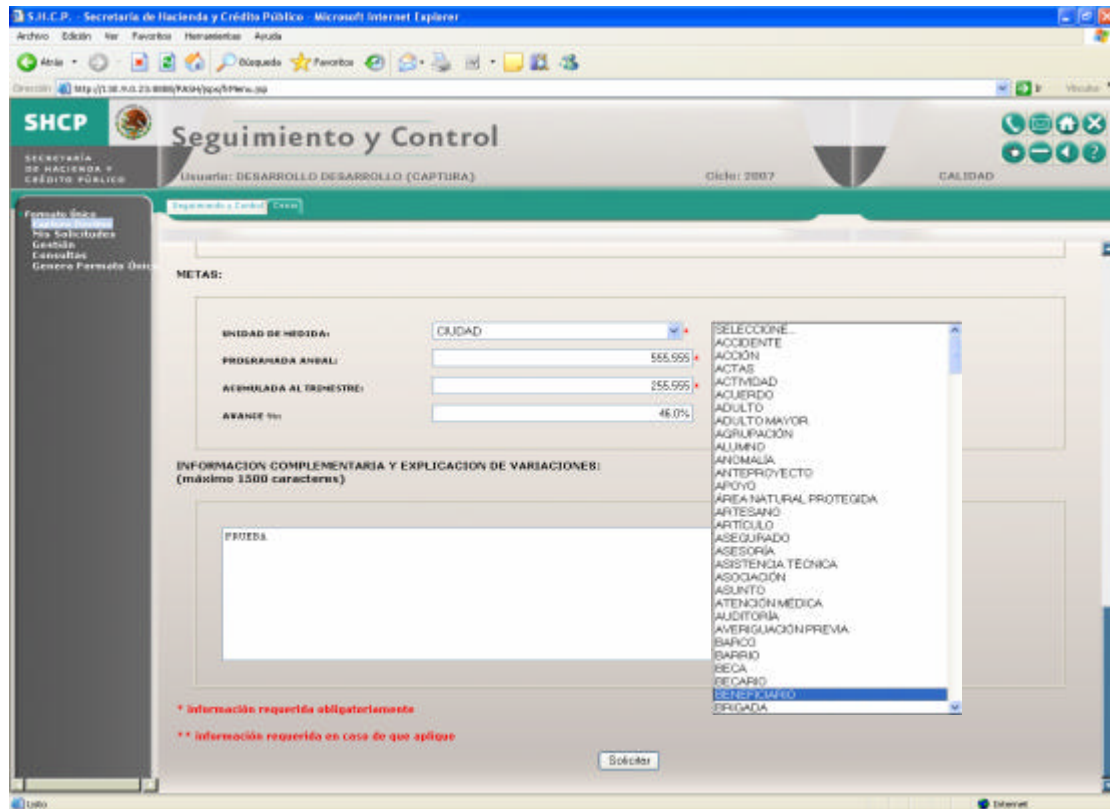 S.H.C.P. - Secretaría de Hacienda y Crédito Público - Microsoft Internet Explorer
Archivo Edición Ver Favoritos Herramientas Ayuda
Atrás Búsqueda Favoritos
Dirección Ir Vínculos
SHCP
SECRETARÍA
DE HACIENDA Y
CRÉDITO PÚBLICO
Seguimiento y Control
Usuario: DESARROLLO DESARROLLO (CAPTURA) Ciclo: 2007 CALIDAD
Seguimiento y Control Cerrar
Formato Único
Mis Solicitudes
Gestión
Consultas
Genera Formato Único
METAS:
UNIDAD DE MEDIDA: CIUDAD *
PROGRAMADA ANUAL: 555.555 *
ACUMULADA AL TRIMESTRE: 255.555 *
AVANCE %: 46.0%
INFORMACION COMPLEMENTARIA Y EXPLICACION DE VARIACIONES:
(máximo 1500 caracteres)
PRUEBA
SELECCIONE...
ACCIDENTE
ACCIÓN
ACTAS
ACTIVIDAD
ACUERDO
ADULTO
ADULTO MAYOR
AGRUPACIÓN
ALUMNO
ANOMALÍA
ANTEPROYECTO
APOYO
ÁREA NATURAL PROTEGIDA
ARTESANO
ARTÍCULO
ASEGURADO
ASESORÍA
ASISTENCIA TÉCNICA
ASOCIACIÓN
ASUNTO
ATENCIÓN MÉDICA
AUDITORÍA
AVERIGUACIÓN PREVIA
BARCO
BARRIO
BECA
BECARIO
BENEFICIARIO
BRIGADA
* información requerida obligatoriamente
** información requerida en caso de que aplique
Solicitar
Listo Internet